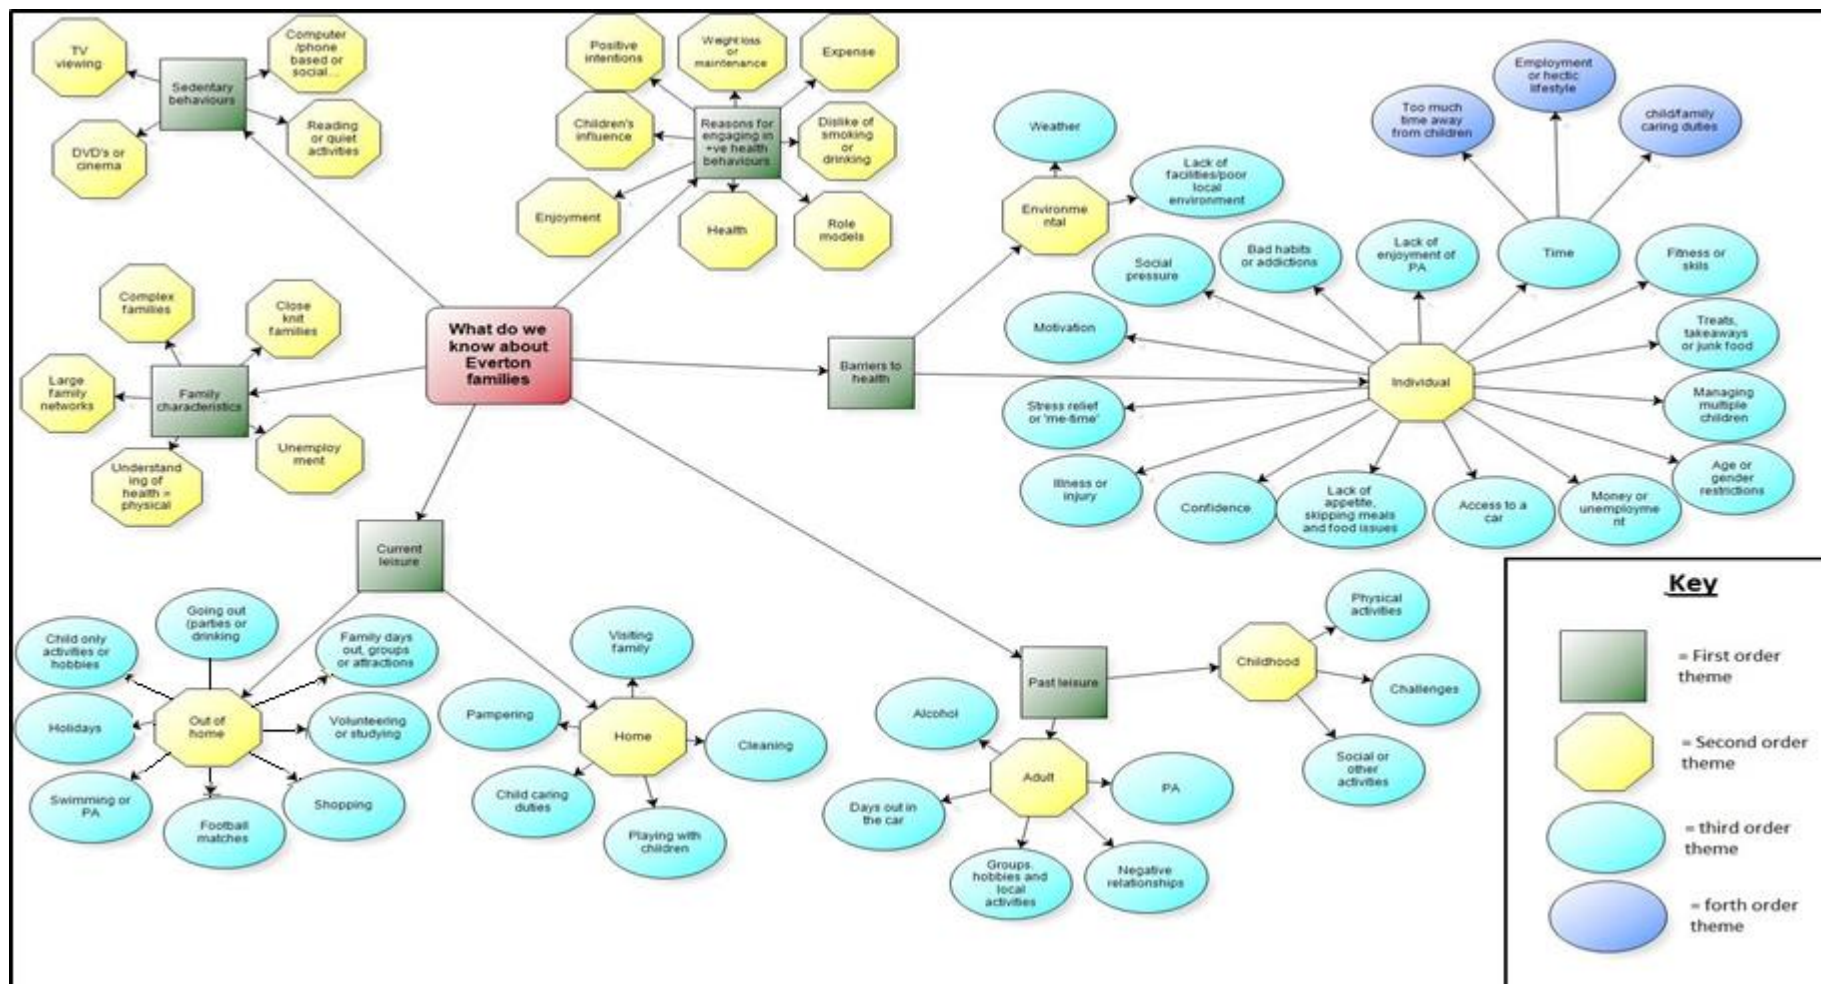 TV
viewing
Computer
/phone
based or
social...
Sedentary
behaviours
DVD's or
cinema
Reading
or quiet
activities
Positive
intentions
Weight loss
or
maintenance
Expense
Children's
influence
Reasons for
engaging in
+ve health
behaviours
Dislike of
smoking
or
drinking
Enjoyment
Health
Role
models
Complex
families
Close
knit
families
Large
family
networks
Family
characteristics
Understand
ing of
health =
physical
Unemploy
ment
What do we
know about
Everton
families
Barriers to
health
Weather
Environme
ntal
Lack of
facilities/poor
local
environment
Too much
time away
from children
Employment
or hectic
lifestyle
child/family
caring duties
Social
pressure
Bad habits
or addictions
Lack of
enjoyment of
PA
Time
Fitness or
skils
Motivation
Treats,
takeaways
or junk food
Individual
Stress relief
or 'me-time'
Managing
multiple
children
Illness or
injury
Confidence
Lack of
appetite,
skipping meals
and food issues
Access to a
car
Money or
unemployme
nt
Age or
gender
restrictions
Current
leisure
Child only
activities or
hobbies
Going out
(parties or
drinking
Family days
out, groups
or attractions
Holidays
Out of
home
Volunteering
or studying
Swimming or
PA
Football
matches
Shopping
Visiting
family
Pampering
Home
Cleaning
Child caring
duties
Playing with
children
Past leisure
Childhood
Physical
activities
Challenges
Social or
other
activities
Alcohol
Adult
PA
Days out in
the car
Groups,
hobbies and
local
activities
Negative
relationships
Key
= First order
theme
= Second order
theme
= third order
theme
= forth order
theme